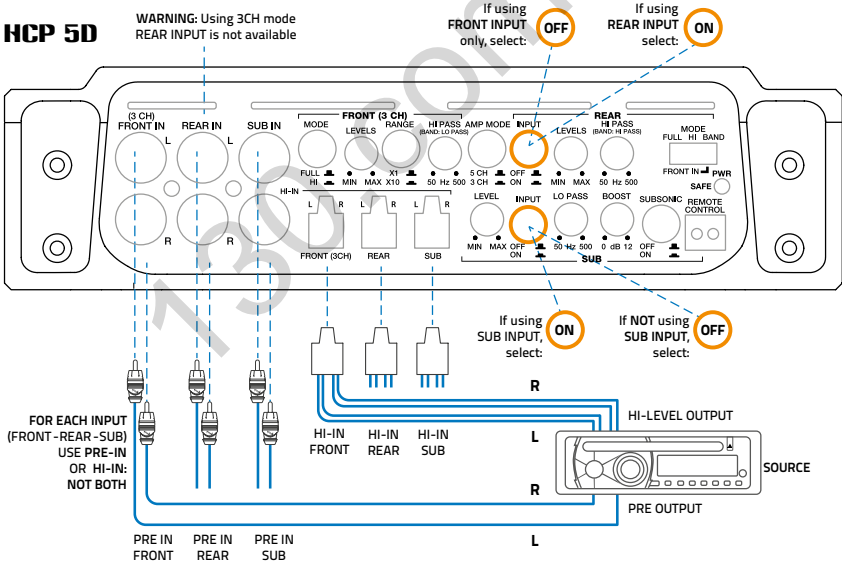 HCP 5D
WARNING: Using 3CH mode
REAR INPUT is not available
If using
FRONT INPUT
only, select:
OFF
If using
REAR INPUT
select:
ON
(3 CH)
FRONT IN
REAR IN
SUB IN
L
L
R
R
FRONT (3 CH)
MODE
LEVELS
RANGE
HI PASS
(BAND: LO PASS)
AMP MODE
INPUT
REAR
LEVELS
HI PASS
(BAND: HI PASS)
MODE
FULL HI BAND
FRONT IN
FULL
HI
MIN MAX
X1
X10
50 Hz 500
5 CH
3 CH
OFF
ON
MIN MAX
50 Hz 500
PWR
SAFE
HI-IN
L R
L R
L R
FRONT (3CH)
REAR
SUB
LEVEL
INPUT
LO PASS
BOOST
SUBSONIC
REMOTE
CONTROL
MIN MAX
OFF
ON
50 Hz 500
0 dB 12
OFF
ON
SUB
If using
SUB INPUT,
select:
ON
If NOT using
SUB INPUT,
select:
OFF
FOR EACH INPUT
(FRONT-REAR-SUB)
USE PRE-IN
OR HI-IN:
NOT BOTH
HI-IN
FRONT
HI-IN
REAR
HI-IN
SUB
R
L
HI-LEVEL OUTPUT
SOURCE
R
PRE OUTPUT
L
PRE IN
FRONT
PRE IN
REAR
PRE IN
SUB